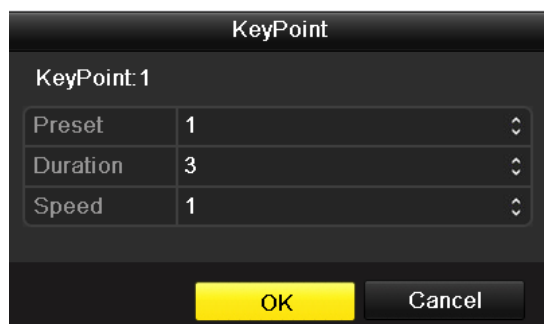 KeyPoint
KeyPoint:1
Preset 1
Duration 3
Speed 1
OK Cancel